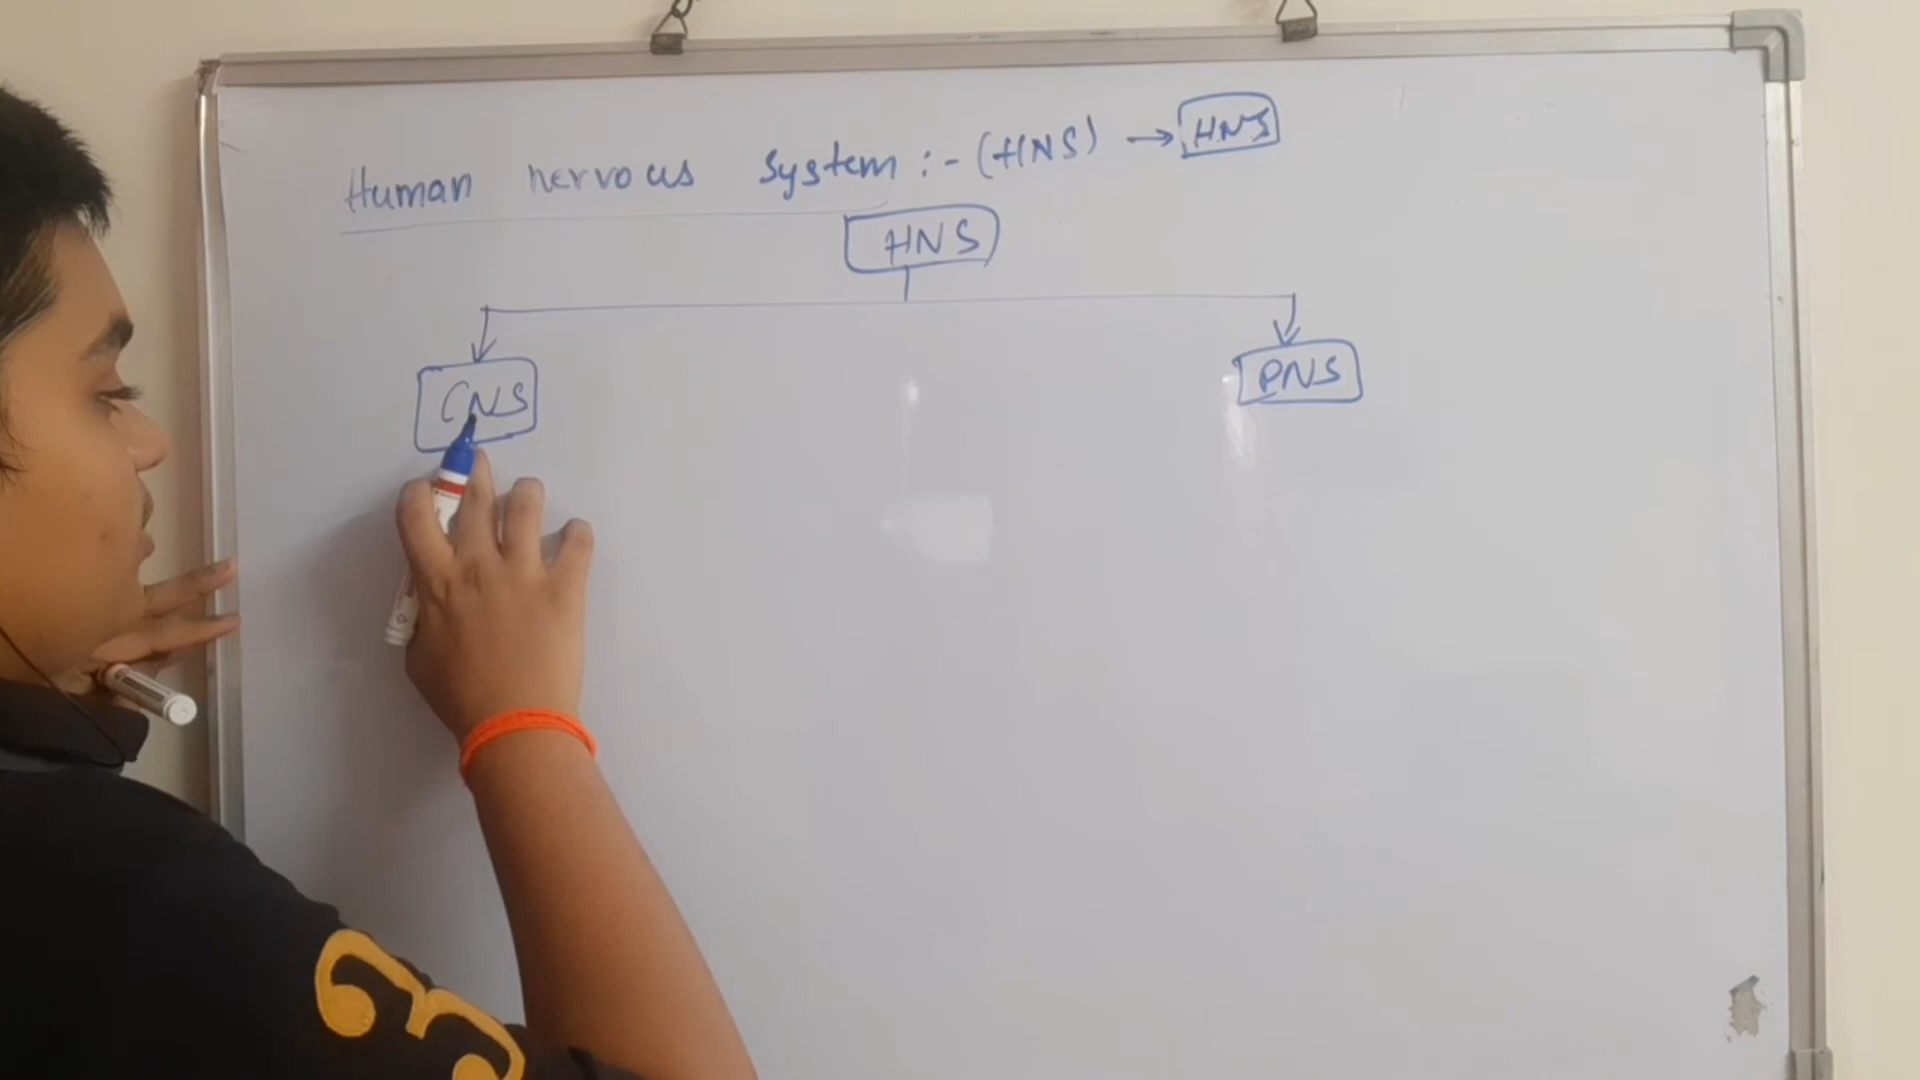 Human nervous system :- (HNS) → HNS
HNS
CNS
PNS